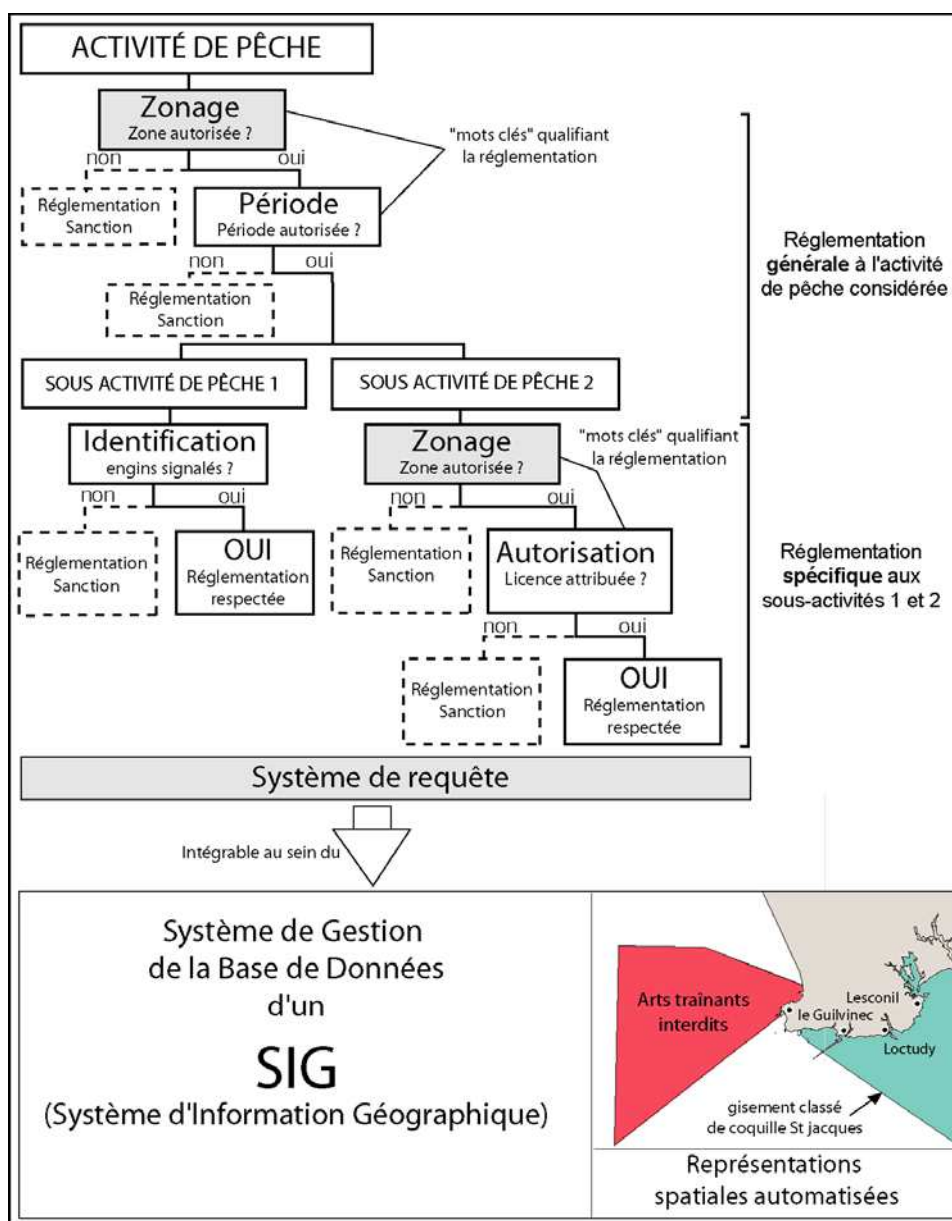 ACTIVITÉ DE PÊCHE
Zonage
Zone autorisée ?
"mots clés" qualifiant
la réglementation
non
oui
Réglementation
Sanction
Période
Période autorisée ?
non
oui
Réglementation
Sanction
Réglementation
générale à l'activité
de pêche considérée
SOUS ACTIVITÉ DE PÊCHE 1
SOUS ACTIVITÉ DE PÊCHE 2
Identification
engins signalés ?
non
oui
Réglementation
Sanction
OUI
Réglementation
respectée
Zonage
Zone autorisée ?
"mots clés" qualifiant
la réglementation
non
oui
Réglementation
Sanction
Autorisation
Licence attribuée ?
non
oui
Réglementation
Sanction
OUI
Réglementation
respectée
Réglementation
spécifique aux
sous-activités 1 et 2
Système de requête
Intégrable au sein du
Système de Gestion
de la Base de Données
d'un
SIG
(Système d'Information Géographique)
Arts traînants
interdits
Lesconil
le Guilvinec
Loctudy
gisement classé
de coquille St jacques
Représentations
spatiales automatisées